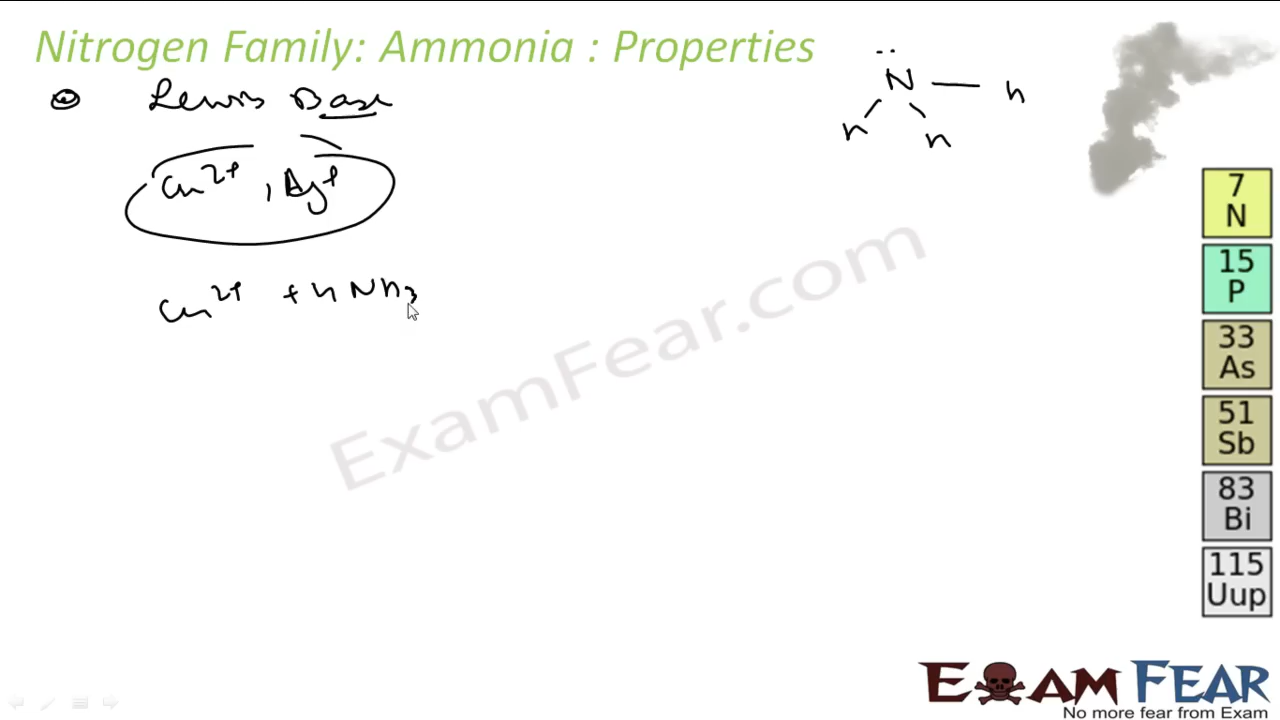 Nitrogen Family: Ammonia : Properties
Lewis Base
Cu2+, Ag+
Cu2+ + 4 NH3
N — H
H H
ExamFear.com
7
N
15
P
33
As
51
Sb
83
Bi
115
Uup
EXAM FEAR
No more fear from Exam